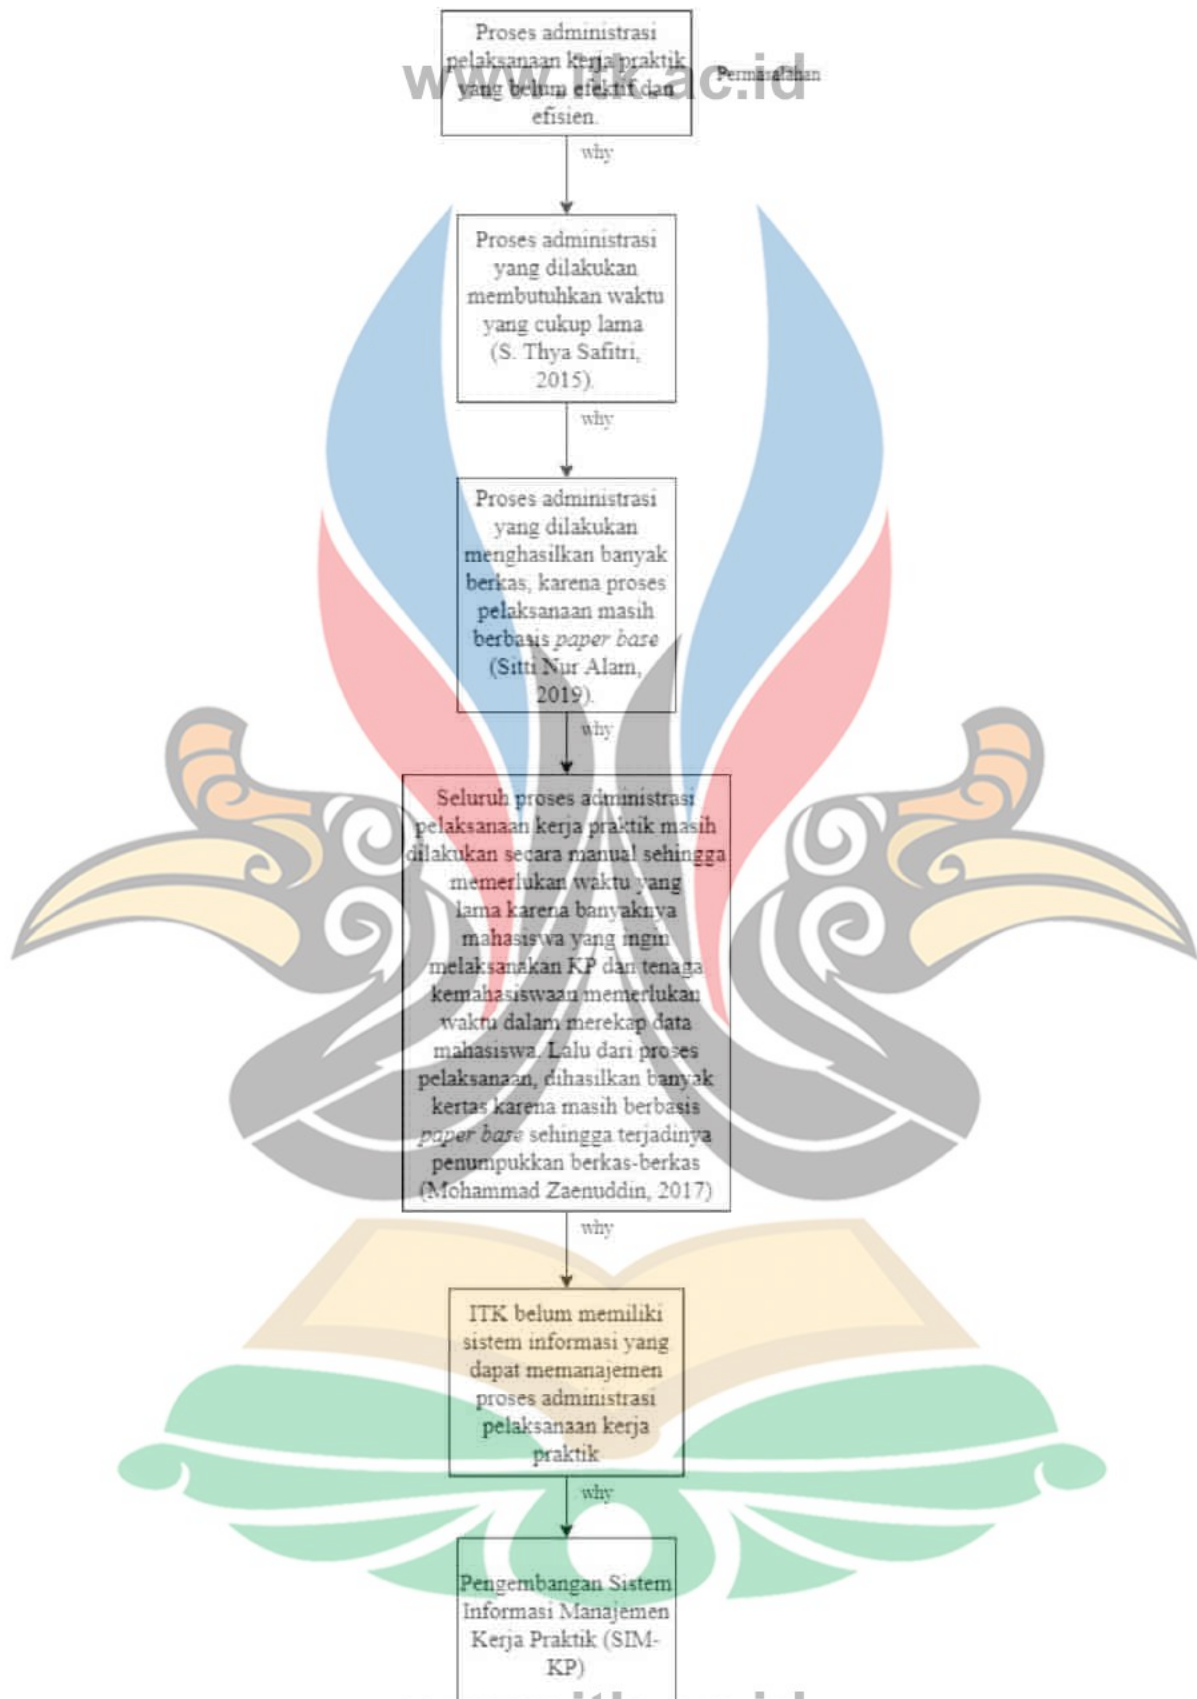 Proses administrasi
pelaksanaan kerja praktik
yang belum efektif dan
efisien.
www.itk.ac.id
Permasalahan
why
Proses administrasi
yang dilakukan
membutuhkan waktu
yang cukup lama
(S. Thya Safitri,
2015).
why
Proses administrasi
yang dilakukan
menghasilkan banyak
berkas, karena proses
pelaksanaan masih
berbasis paper base
(Sitti Nur Alam,
2019).
why
Seluruh proses administrasi
pelaksanaan kerja praktik masih
dilakukan secara manual sehingga
memerlukan waktu yang
lama karena banyaknya
mahasiswa yang ingin
melaksanakan KP dan tenaga
kemahasiswaan memerlukan
waktu dalam merekap data
mahasiswa. Lalu dari proses
pelaksanaan, dihasilkan banyak
kertas karena masih berbasis
paper base sehingga terjadinya
penumpukkan berkas-berkas
(Mohammad Zaenuddin, 2017)
why
ITK belum memiliki
sistem informasi yang
dapat memanajemen
proses administrasi
pelaksanaan kerja
praktik
why
Pengembangan Sistem
Informasi Manajemen
Kerja Praktik (SIM-
KP)